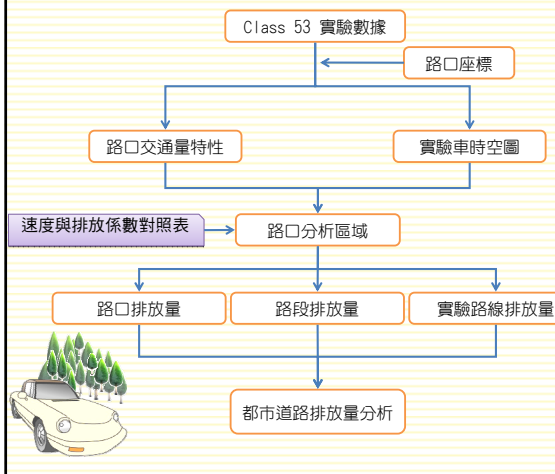 Class 53 實驗數據
路口座標
路口交通量特性
實驗車時空圖
速度與排放係數對照表
路口分析區域
路口排放量
路段排放量
實驗路線排放量
都市道路排放量分析